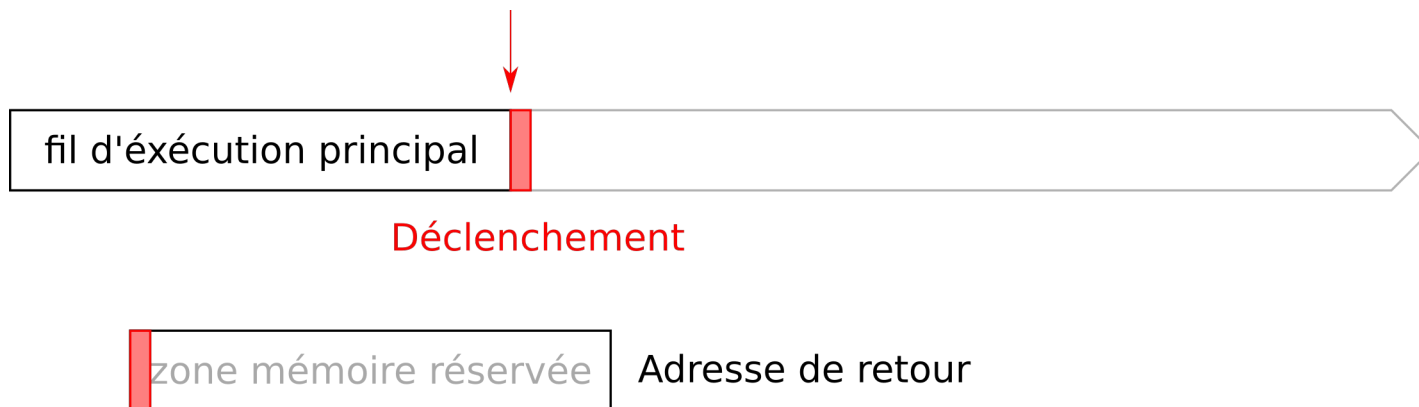 fil d'éxécution principal
Déclenchement
zone mémoire réservée
Adresse de retour